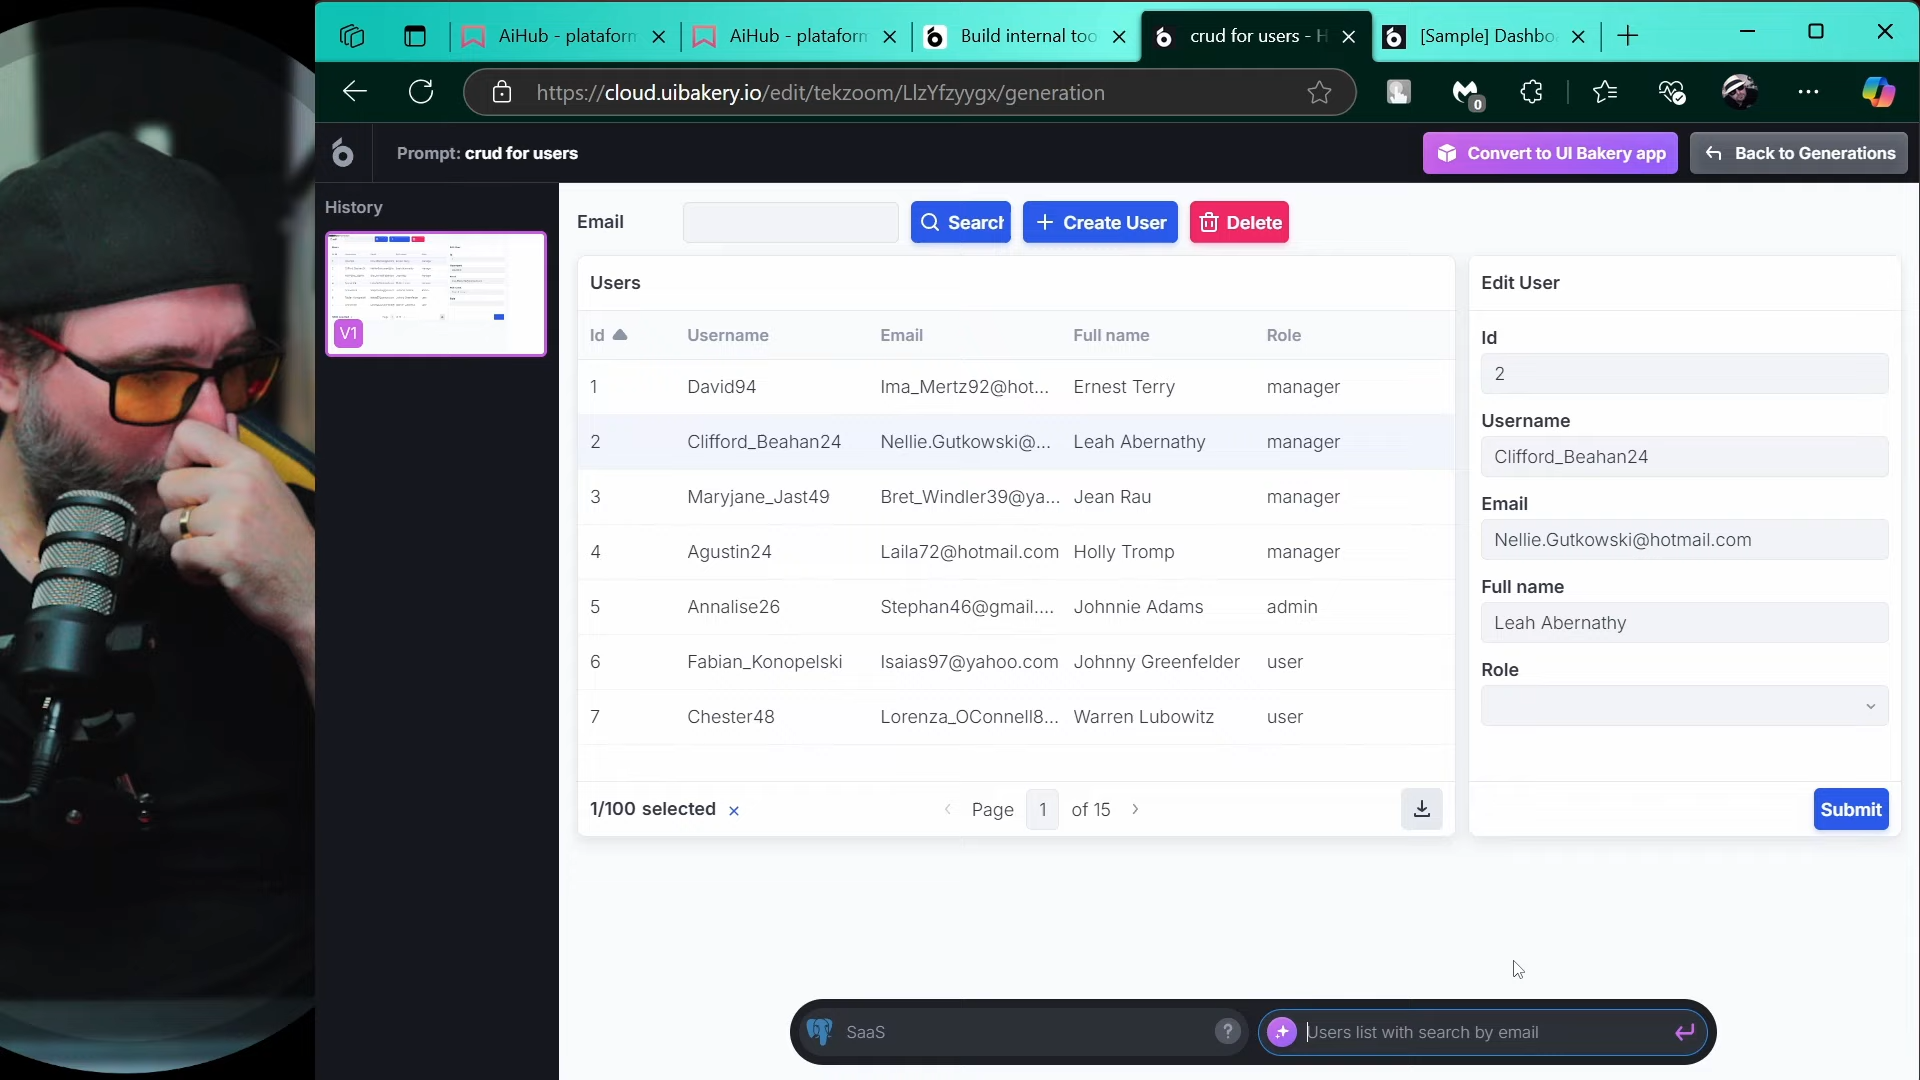 AiHub - plataform
AiHub - plataform
Build internal too
crud for users - H
[Sample] Dashbo
https://cloud.uibakery.io/edit/tekzoom/LlzYfzyygx/generation
0
Prompt: crud for users
Convert to UI Bakery app
Back to Generations
History
V1
Email
Search
Create User
Delete
Users
Id
Username
Email
Full name
Role
1 David94 Ima_Mertz92@hot... Ernest Terry manager
2 Clifford_Beahan24 Nellie.Gutkowski@... Leah Abernathy manager
3 Maryjane_Jast49 Bret_Windler39@ya... Jean Rau manager
4 Agustin24 Laila72@hotmail.com Holly Tromp manager
5 Annalise26 Stephan46@gmail.... Johnnie Adams admin
6 Fabian_Konopelski Isaias97@yahoo.com Johnny Greenfelder user
7 Chester48 Lorenza_OConnell8... Warren Lubowitz user
1/100 selected
Page 1 of 15
Edit User
Id
2
Username
Clifford_Beahan24
Email
Nellie.Gutkowski@hotmail.com
Full name
Leah Abernathy
Role
Submit
SaaS
?
Users list with search by email